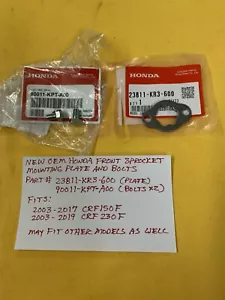 HONDA
90011-KPT-A00
HONDA
23811-KR3-600
NEW OEM HONDA FRONT SPROCKET
MOUNTING PLATE AND BOLTS
PART# 23811-KR3-600 (PLATE)
90011-KPT-A00 (BOLTS X2)
FITS:
2003-2017 CRF150F
2003-2019 CRF 230F
MAY FIT OTHER MODELS AS WELL